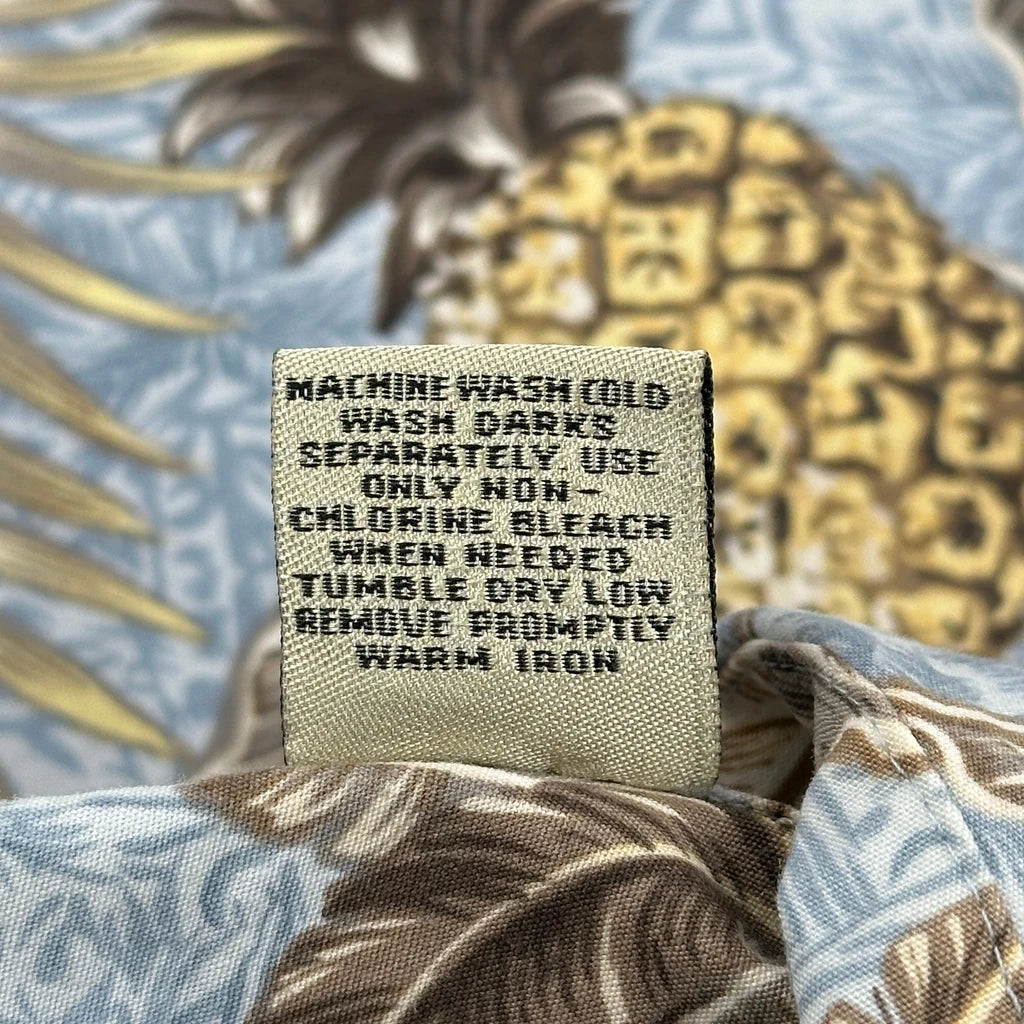 MACHINE WASH COLD
WASH DARKS
SEPARATELY USE
ONLY NON-
CHLORINE BLEACH
WHEN NEEDED
TUMBLE DRY LOW
REMOVE PROMPTLY
WARM IRON